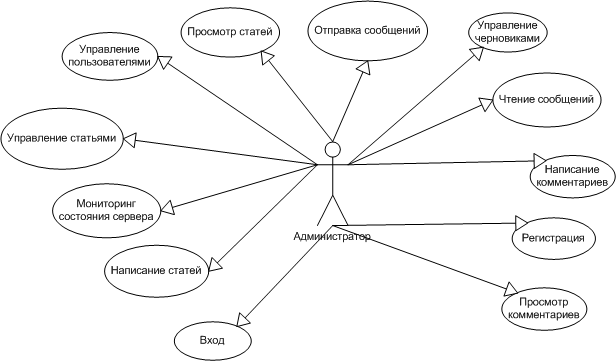 Просмотр статей
Отправка сообщений
Управление
черновиками
Управление
пользователями
Чтение сообщений
Управление статьями
Написание
комментариев
Мониторинг
состояния сервера
Администратор
Регистрация
Написание статей
Просмотр
комментариев
Вход